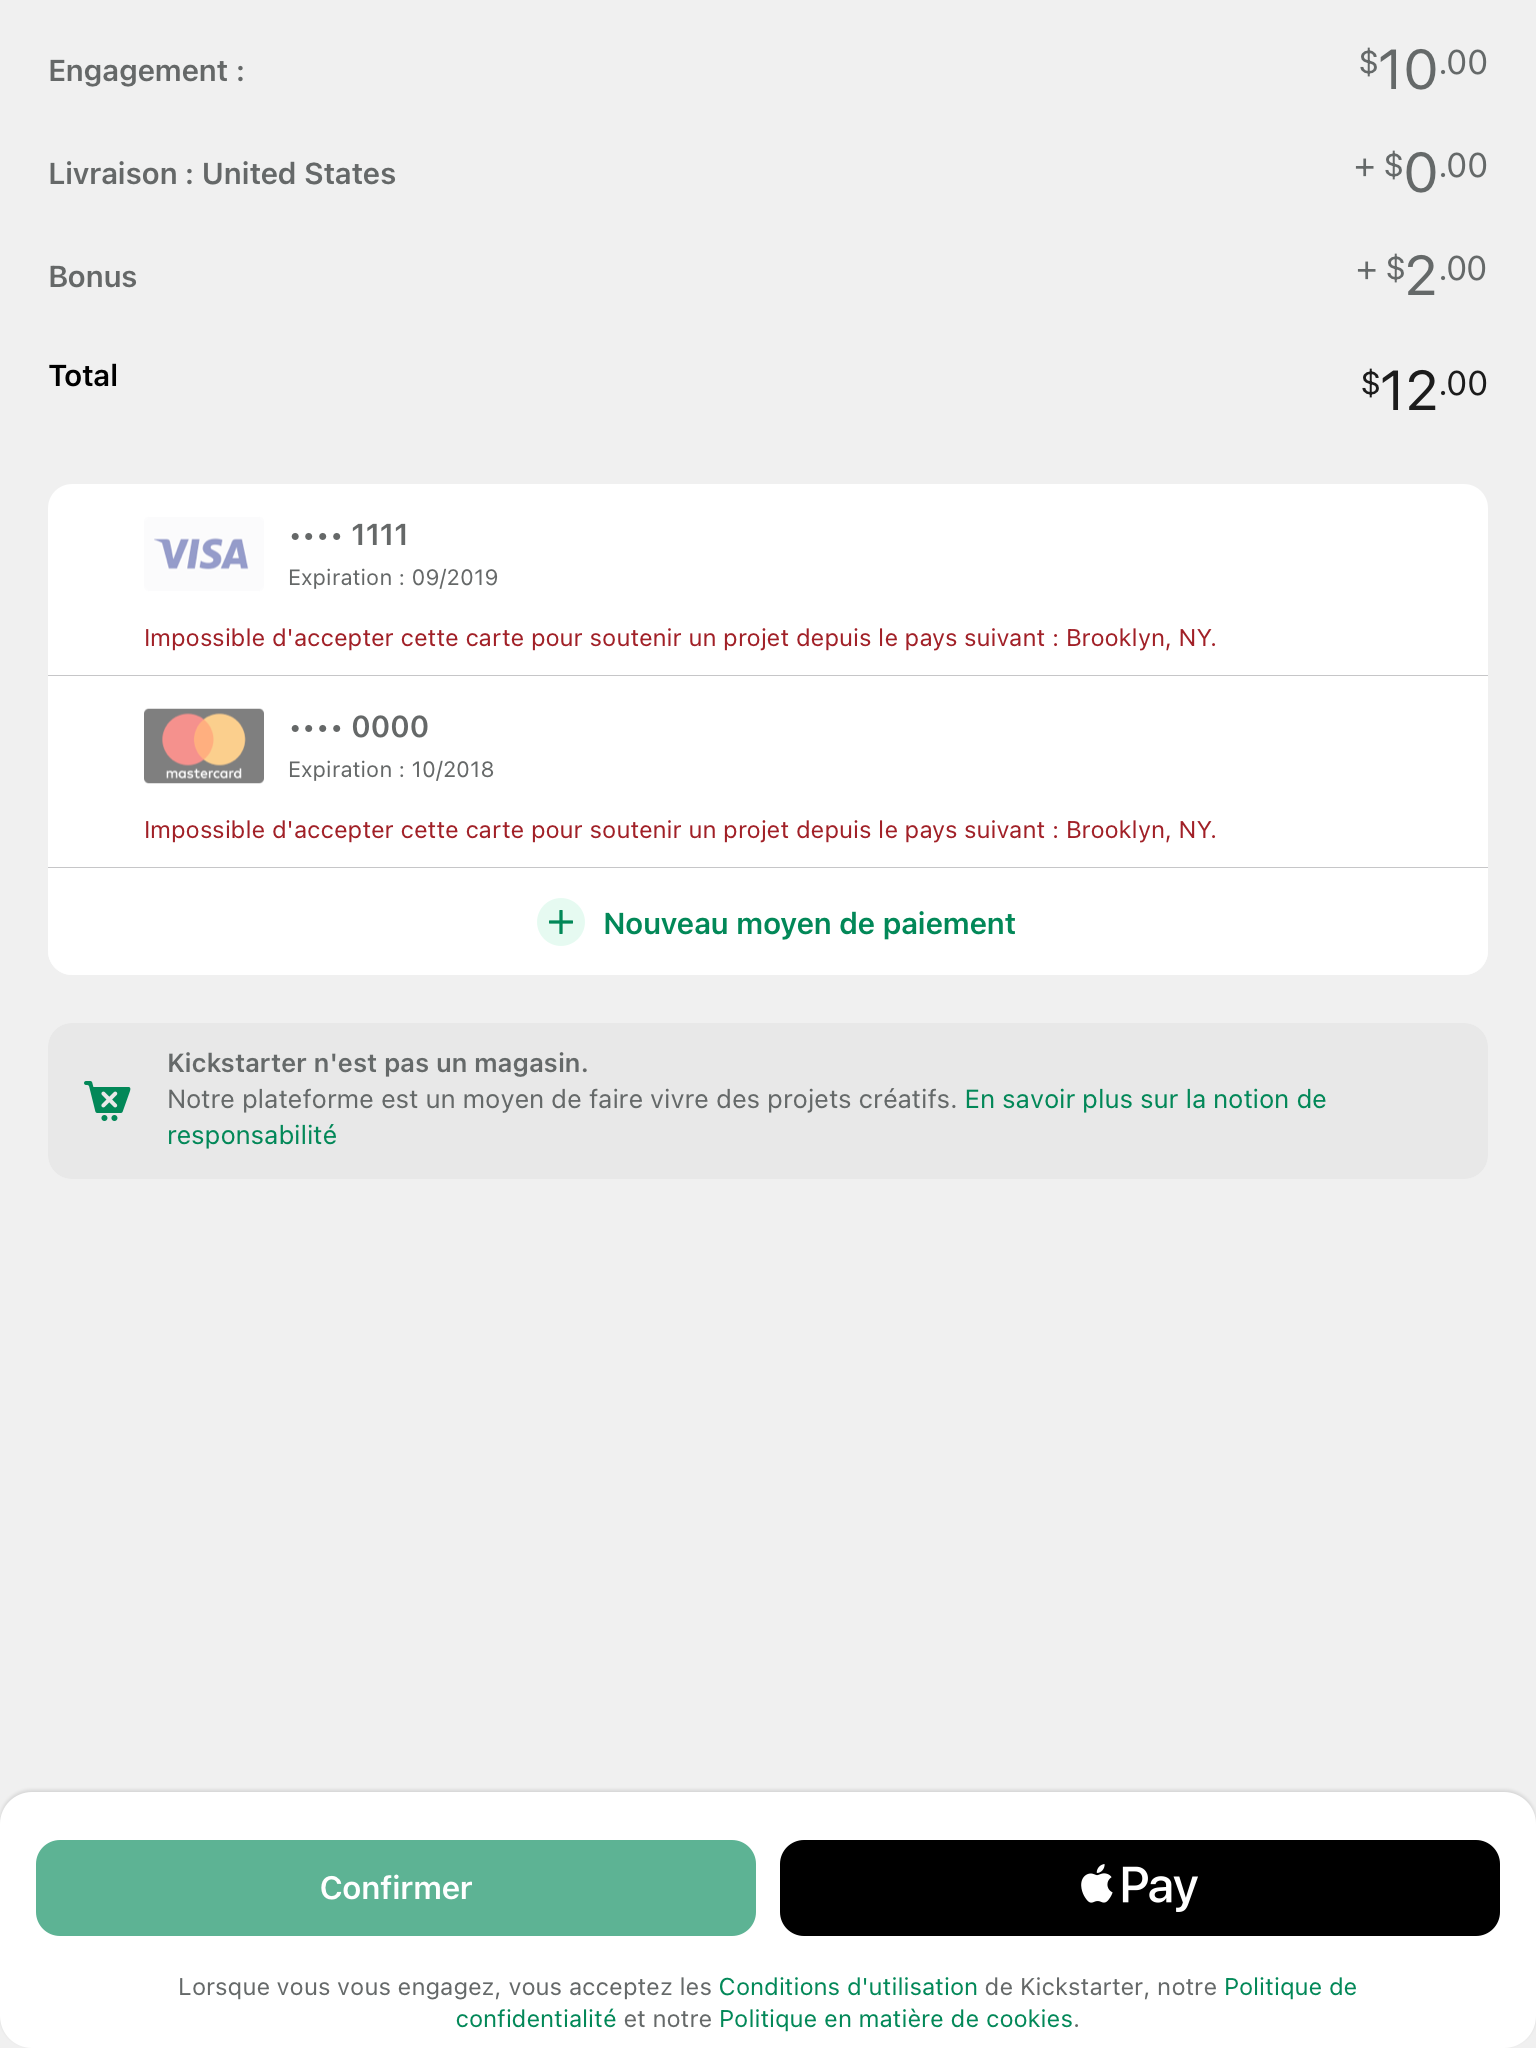 Engagement :
$10.00
Livraison : United States
+ $0.00
Bonus
+ $2.00
Total
$12.00
VISA
•••• 1111
Expiration : 09/2019
Impossible d'accepter cette carte pour soutenir un projet depuis le pays suivant : Brooklyn, NY.
mastercard
•••• 0000
Expiration : 10/2018
Impossible d'accepter cette carte pour soutenir un projet depuis le pays suivant : Brooklyn, NY.
Nouveau moyen de paiement
Kickstarter n'est pas un magasin.
Notre plateforme est un moyen de faire vivre des projets créatifs. En savoir plus sur la notion de
responsabilité
Confirmer
Pay
Lorsque vous vous engagez, vous acceptez les Conditions d'utilisation de Kickstarter, notre Politique de
confidentialité et notre Politique en matière de cookies.